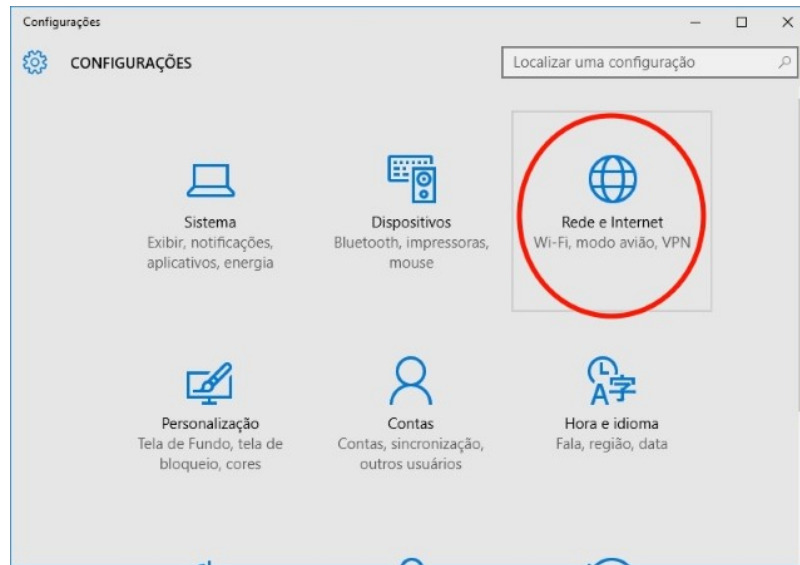 Configurações
CONFIGURAÇÕES
Localizar uma configuração
Sistema
Exibir, notificações,
aplicativos, energia
Dispositivos
Bluetooth, impressoras,
mouse
Rede e Internet
Wi-Fi, modo avião, VPN
Personalização
Tela de Fundo, tela de
bloqueio, cores
Contas
Contas, sincronização,
outros usuários
Hora e idioma
Fala, região, data